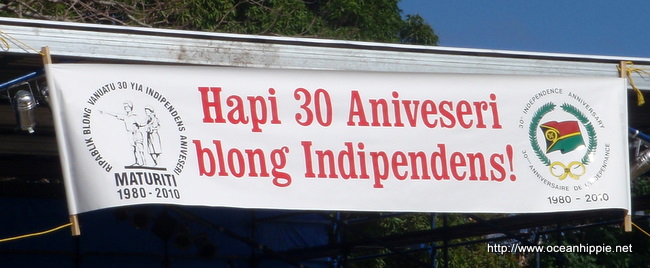 RIPABLIK BLONG VANUATU 30 YIA INDIPENDENS ANIVESERI
MATURITI
1980-2010
Hapi 30 Aniveseri
blong Indipendens!
30th INDEPENDENCE ANNIVERSARY
30ème ANNIVERSAIRE DE L'INDEPENDANCE
1980 - 2010
http://www.oceanhippie.net